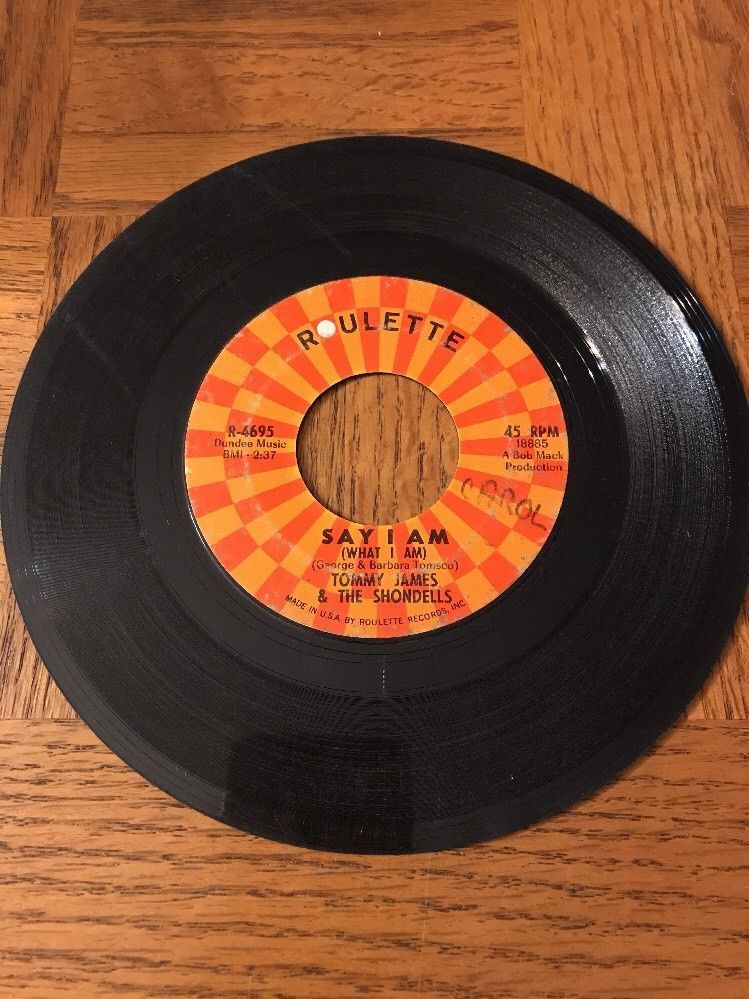 ROULETTE
R-4695
Dundee Music
BMI - 2:37
45 RPM
18885
A Bob Mack
Production
CAROL
SAY I AM
(WHAT I AM)
(George & Barbara Tomsco)
TOMMY JAMES
& THE SHONDELLS
MADE IN U.S.A. BY ROULETTE RECORDS, INC.